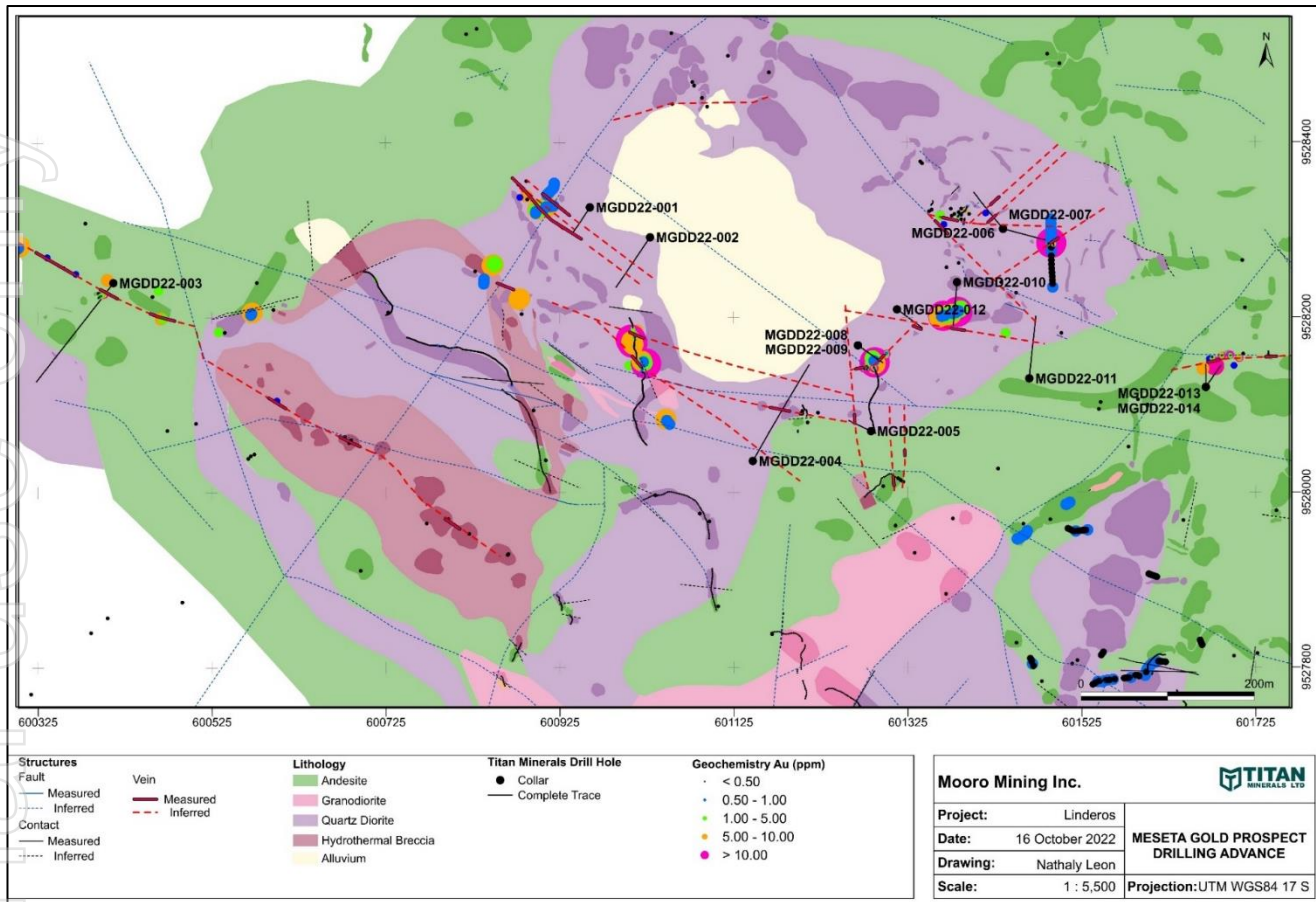 N
9528400
9528200
9528000
9527800
MGDD22-001
MGDD22-002
MGDD22-003
MGDD22-007
MGDD22-006
MGDD22-010
MGDD22-012
MGDD22-008
MGDD22-009
MGDD22-011
MGDD22-013
MGDD22-014
MGDD22-005
MGDD22-004
0 200m
600325 600525 600725 600925 601125 601325 601525 601725
Structures
Fault
Measured
Inferred
Contact
Measured
Inferred
Vein
Measured
Inferred
Lithology
Andesite
Granodiorite
Quartz Diorite
Hydrothermal Breccia
Alluvium
Titan Minerals Drill Hole
Collar
Complete Trace
Geochemistry Au (ppm)
< 0.50
0.50 - 1.00
1.00 - 5.00
5.00 - 10.00
> 10.00
Mooro Mining Inc.
TITAN
MINERALS LTD
Project: Linderos
Date: 16 October 2022
Drawing: Nathaly Leon
Scale: 1 : 5,500
MESETA GOLD PROSPECT
DRILLING ADVANCE
Projection:UTM WGS84 17 S